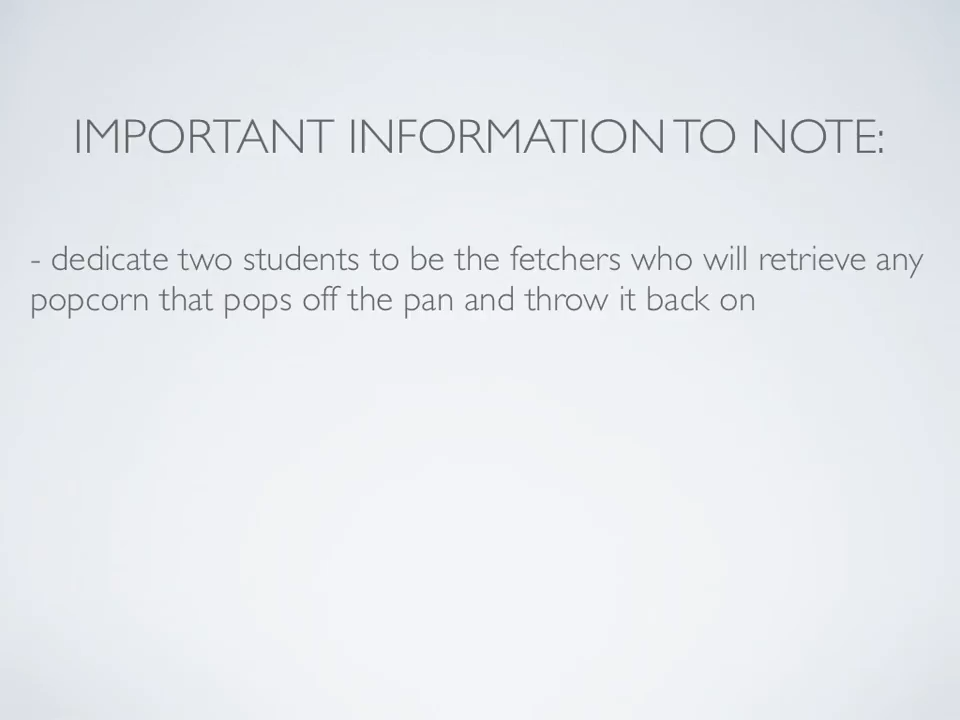 IMPORTANT INFORMATION TO NOTE:
- dedicate two students to be the fetchers who will retrieve any
popcorn that pops off the pan and throw it back on